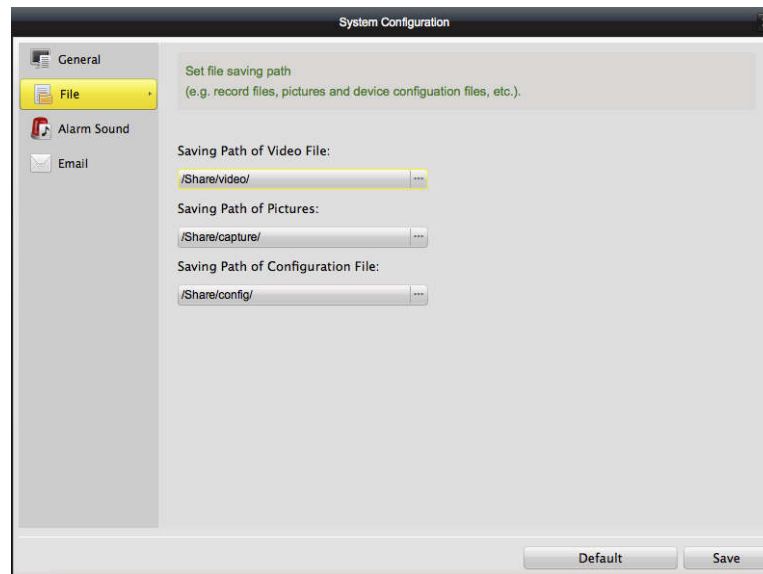 System Configuration
General
File
Alarm Sound
Email
Set file saving path
(e.g. record files, pictures and device configuation files, etc.).
Saving Path of Video File:
/Share/video/
Saving Path of Pictures:
/Share/capture/
Saving Path of Configuration File:
/Share/config/
Default
Save